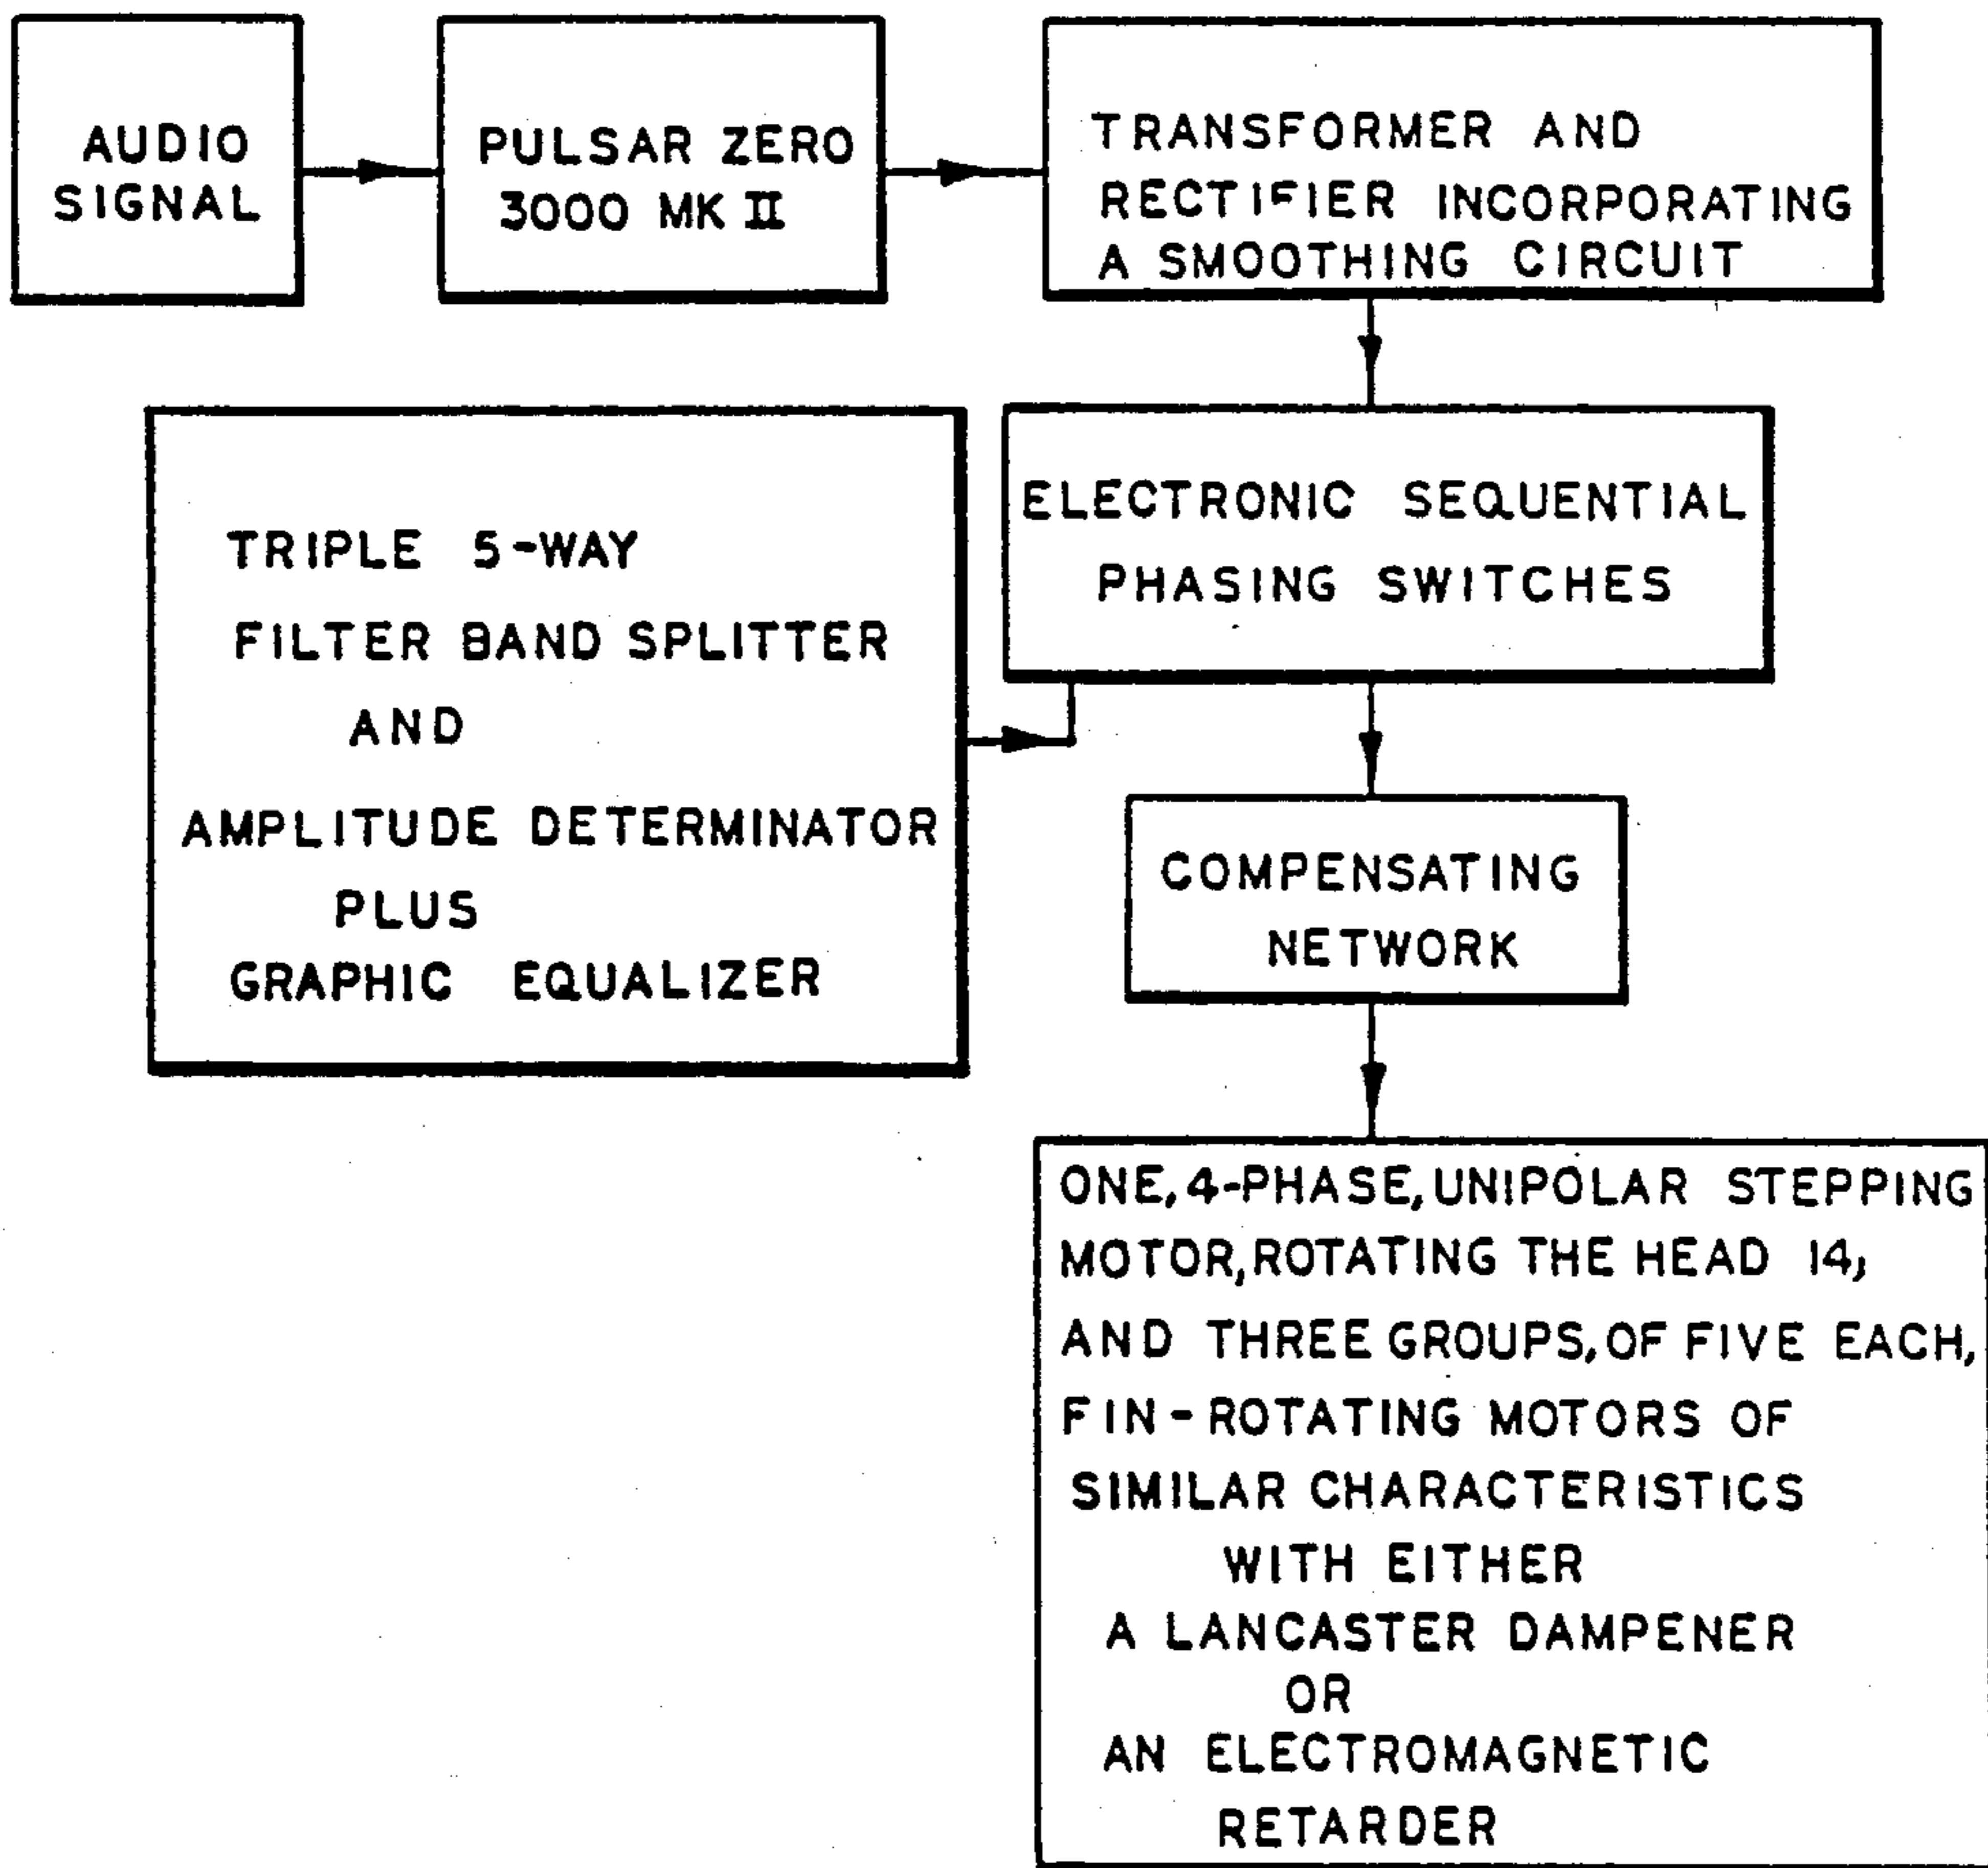 AUDIO
SIGNAL
PULSAR ZERO
3000 MK II
TRANSFORMER AND
RECTIFIER INCORPORATING
A SMOOTHING CIRCUIT
ELECTRONIC SEQUENTIAL
PHASING SWITCHES
TRIPLE 5-WAY
FILTER BAND SPLITTER
AND
AMPLITUDE DETERMINATOR
PLUS
GRAPHIC EQUALIZER
COMPENSATING
NETWORK
ONE, 4-PHASE, UNIPOLAR STEPPING
MOTOR, ROTATING THE HEAD 14,
AND THREE GROUPS, OF FIVE EACH,
FIN-ROTATING MOTORS OF
SIMILAR CHARACTERISTICS
WITH EITHER
A LANCASTER DAMPENER
OR
AN ELECTROMAGNETIC
RETARDER